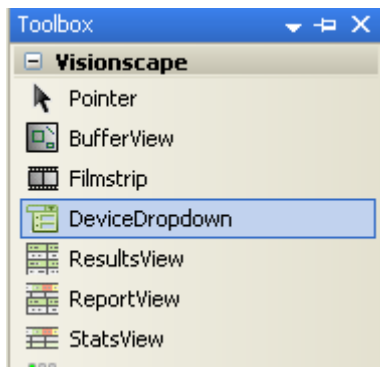 Toolbox
Visionscape
Pointer
BufferView
Filmstrip
DeviceDropdown
ResultsView
ReportView
StatsView